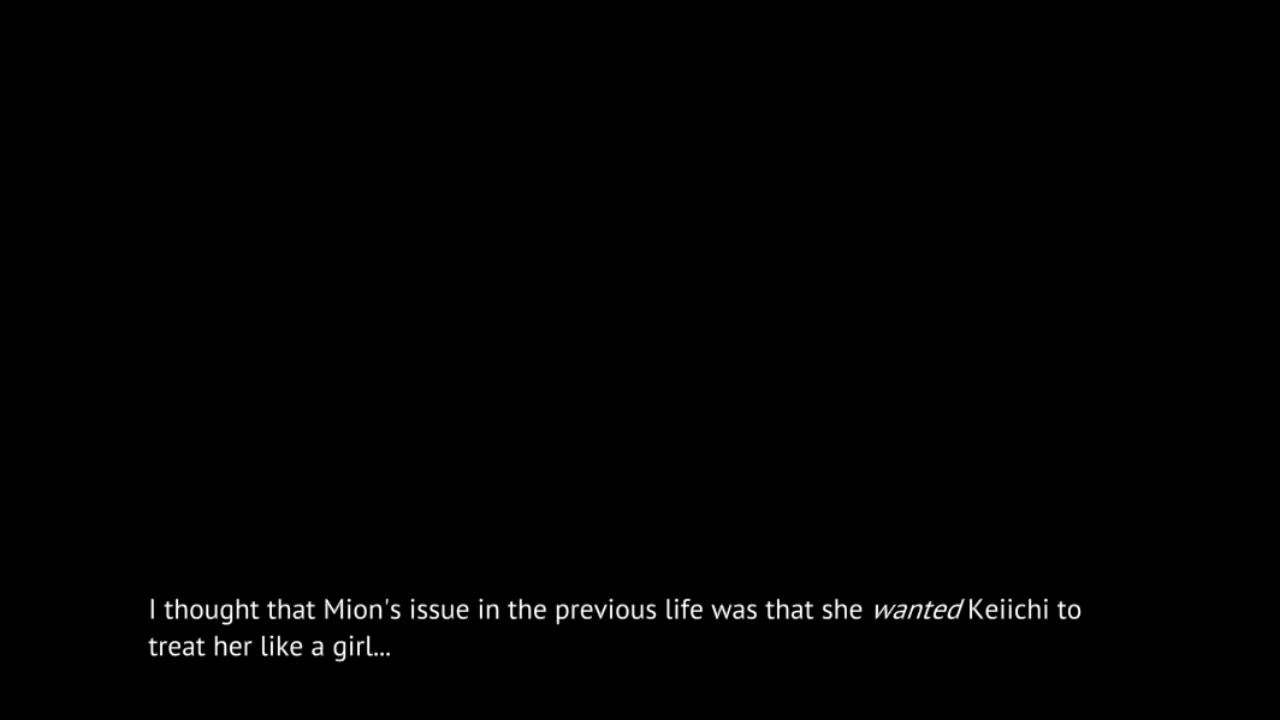 I thought that Mion's issue in the previous life was that she wanted Keiichi to
treat her like a girl...